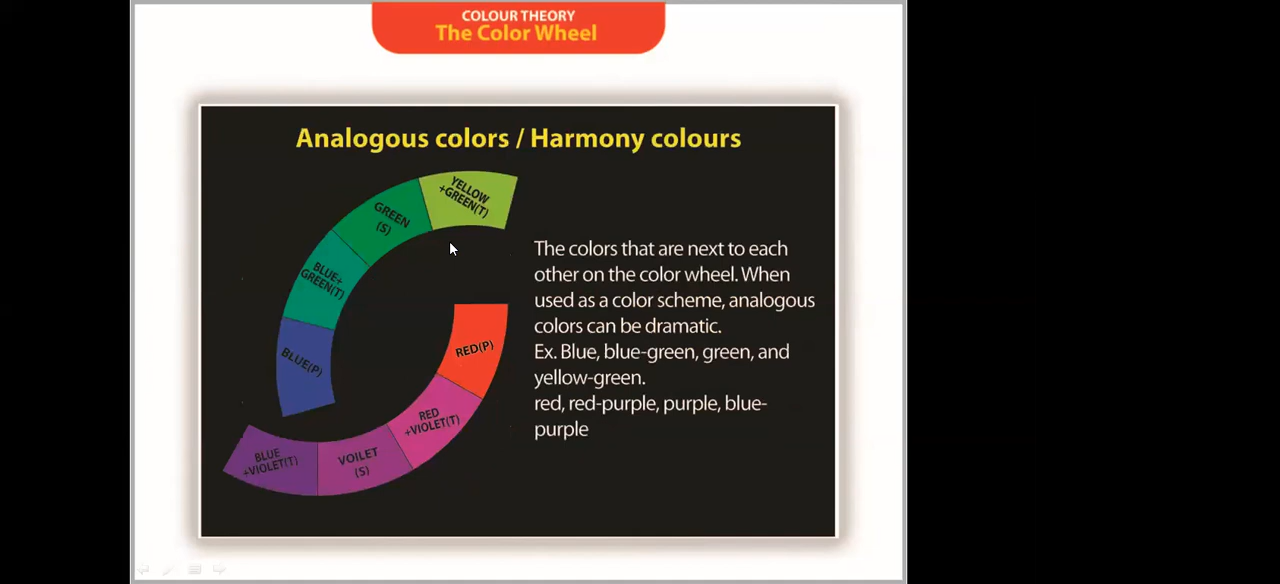 COLOUR THEORY
The Color Wheel
Analogous colors / Harmony colours
YELLOW
+GREEN(T)
GREEN
(S)
BLUE+
GREEN(T)
BLUE(P)
RED(P)
RED
+VIOLET(T)
VOILET
(S)
BLUE
+VIOLET(T)
The colors that are next to each
other on the color wheel. When
used as a color scheme, analogous
colors can be dramatic.
Ex. Blue, blue-green, green, and
yellow-green.
red, red-purple, purple, blue-
purple